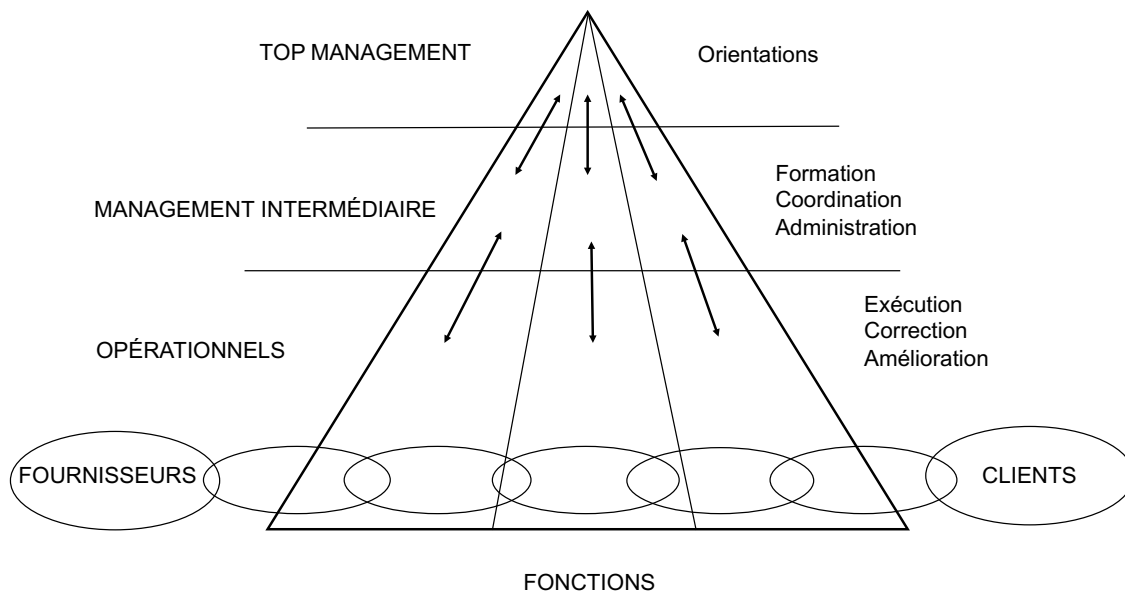 TOP MANAGEMENT
Orientations
MANAGEMENT INTERMÉDIAIRE
Formation
Coordination
Administration
OPÉRATIONNELS
Exécution
Correction
Amélioration
FOURNISSEURS
CLIENTS
FONCTIONS